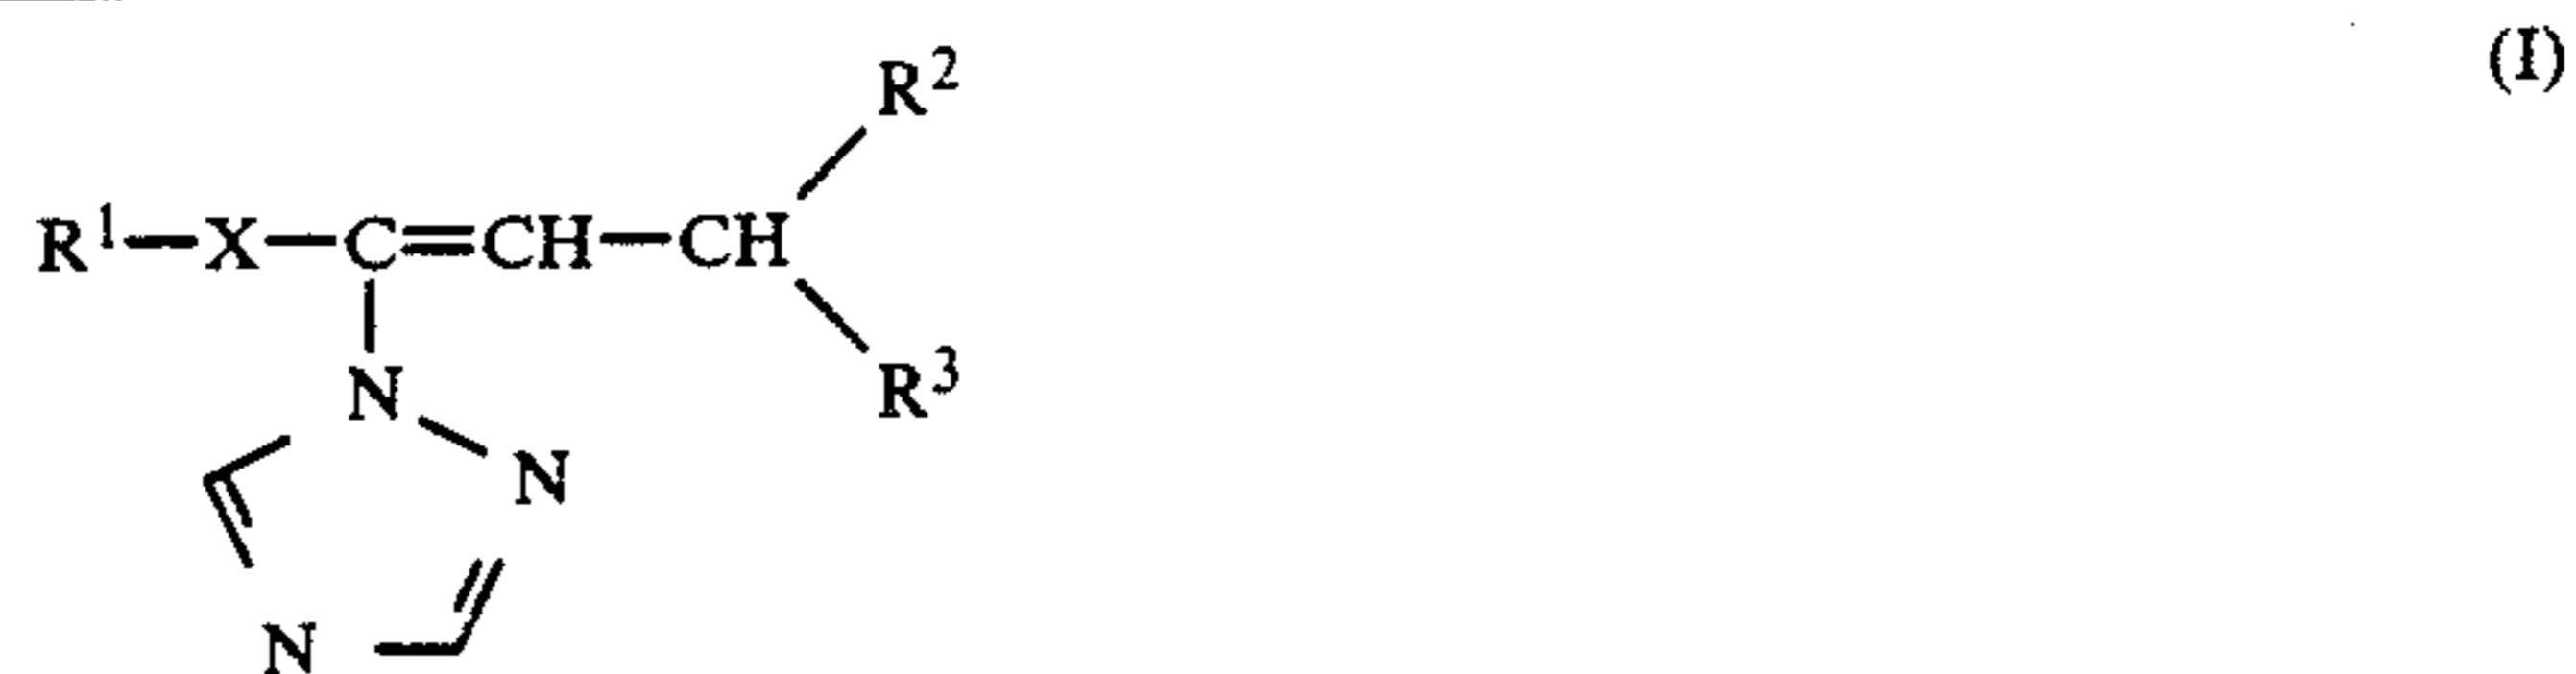 (I)
R²
R¹—X—C=CH—CH
R³
N
N
N